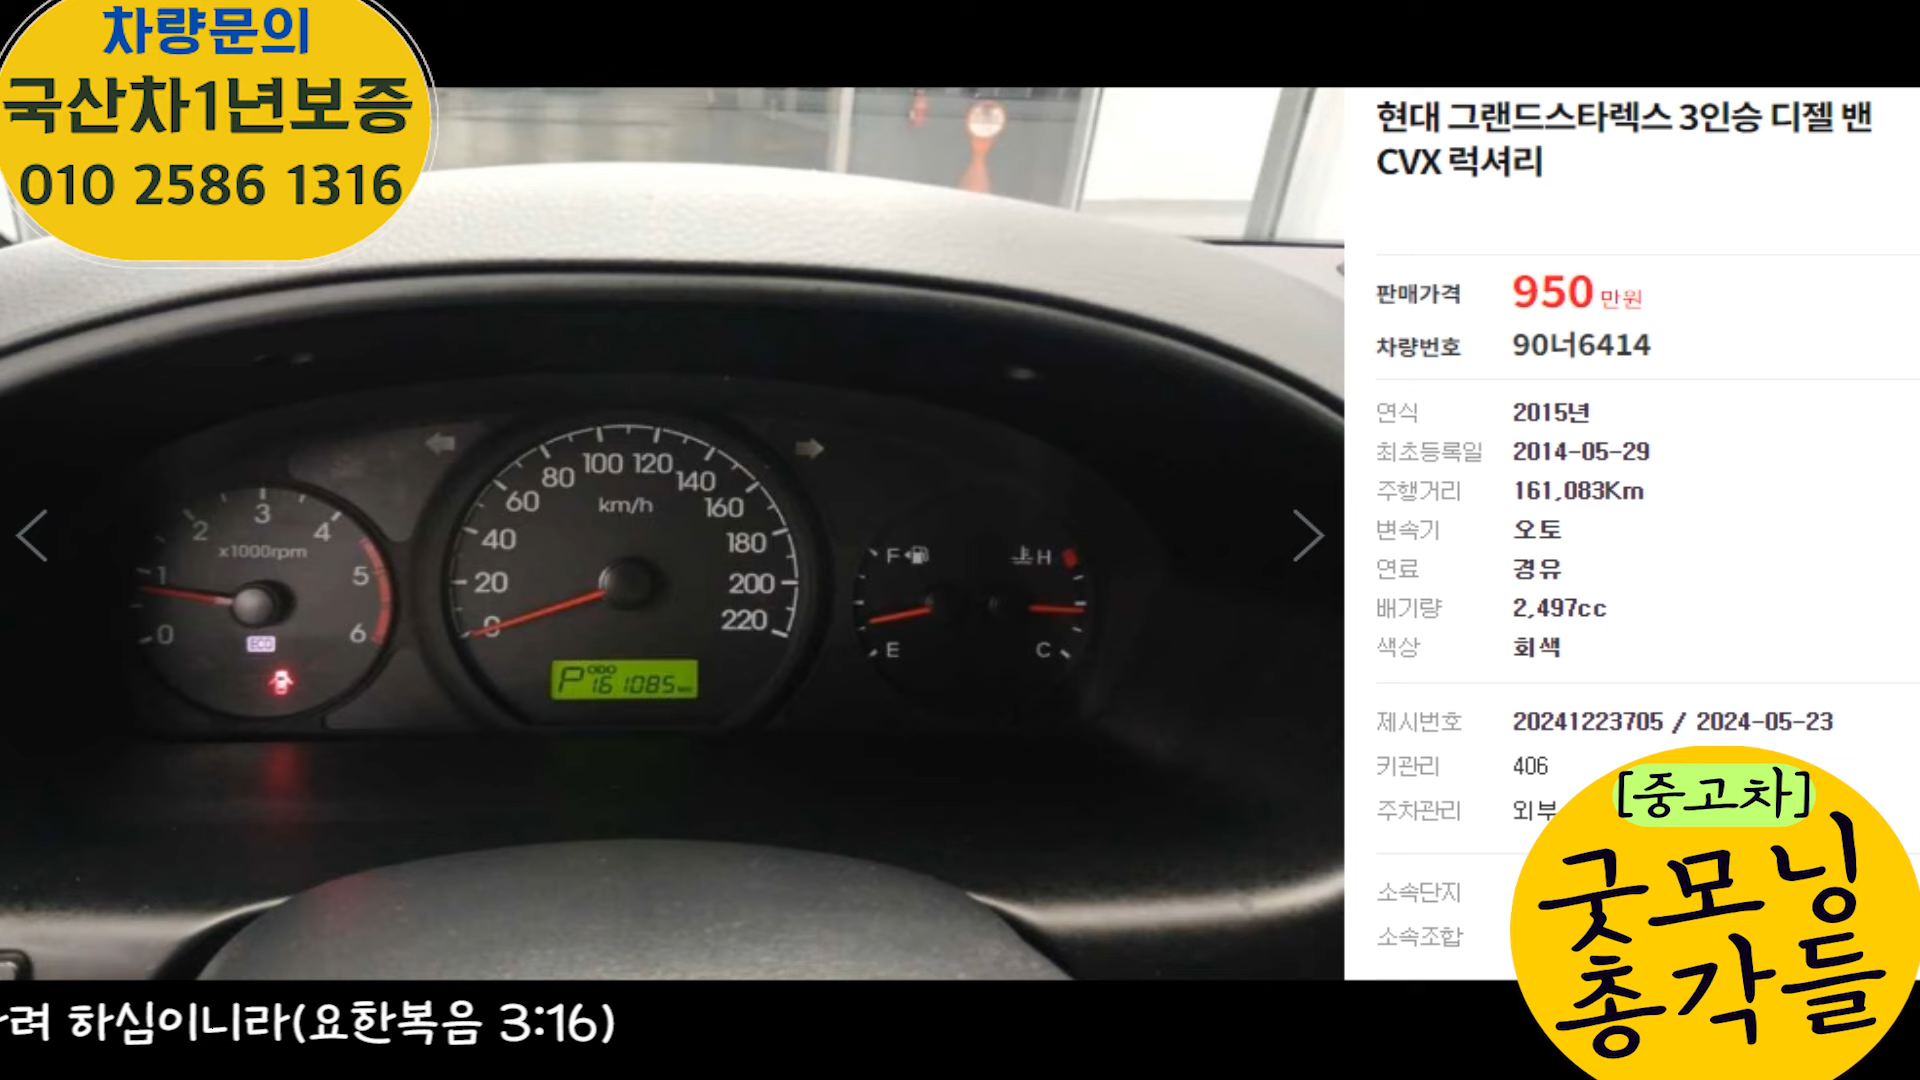 차량문의
국산차1년보증
010 2586 1316
현대 그랜드스타렉스 3인승 디젤 밴
CVX 럭셔리
판매가격 950 만원
차량번호 90너6414
연식 2015년
최초등록일 2014-05-29
주행거리 161,083Km
변속기 오토
연료 경유
배기량 2,497cc
색상 회색
제시번호 20241223705 / 2024-05-23
키관리 406
주차관리 외부
소속단지
소속조합
[중고차]
굿모닝
총각들
0 1 2 3 4 5 6
x1000rpm
ECO
0 20 40 60 80 100 120 140 160 180 200 220
km/h
P ODO 161085 km
F
E
H
C
려 하심이니라(요한복음 3:16)